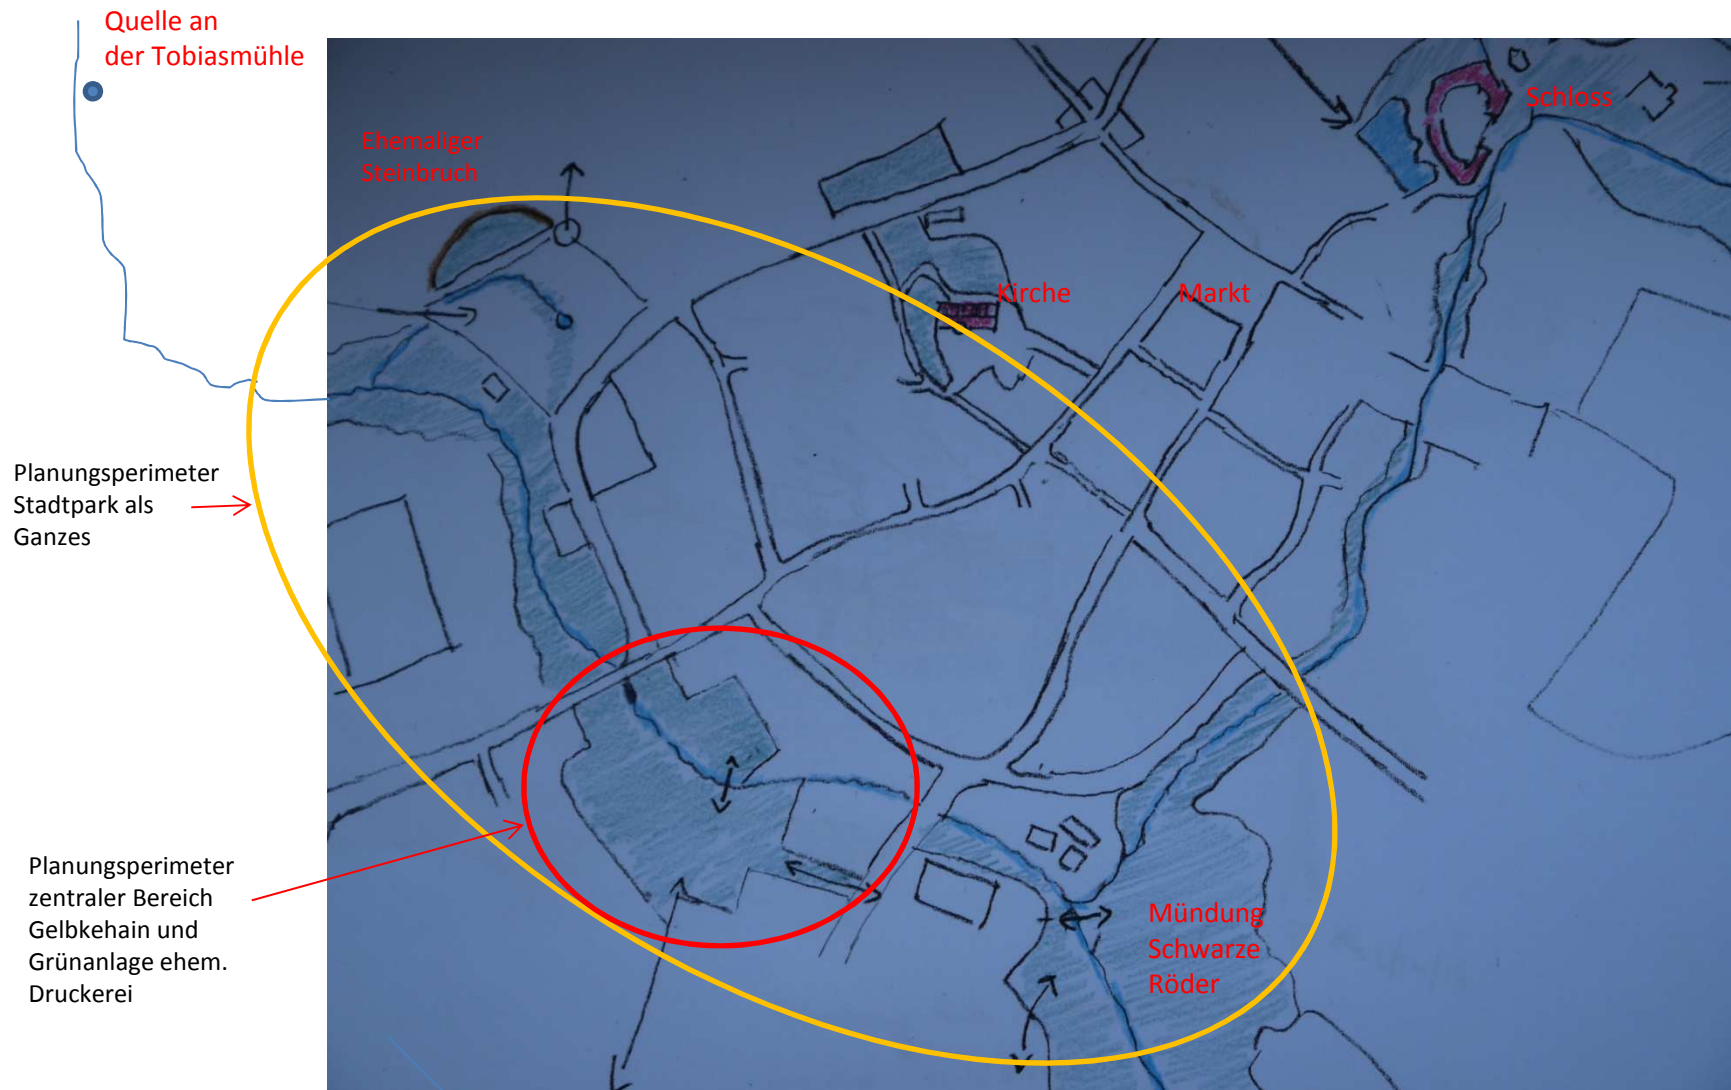 Quelle an
der Tobiasmühle
Ehemaliger
Steinbruch
Schloss
Kirche
Markt
Planungsperimeter
Stadtpark als
Ganzes
Planungsperimeter
zentraler Bereich
Gelbkehain und
Grünanlage ehem.
Druckerei
Mündung
Schwarze
Röder